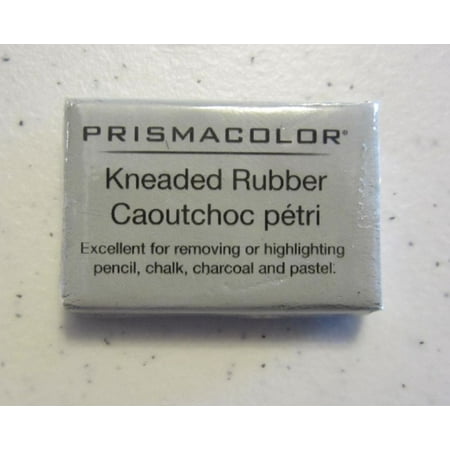 PRISMACOLOR®
Kneaded Rubber
Caoutchoc pétri
Excellent for removing or highlighting
pencil, chalk, charcoal and pastel.